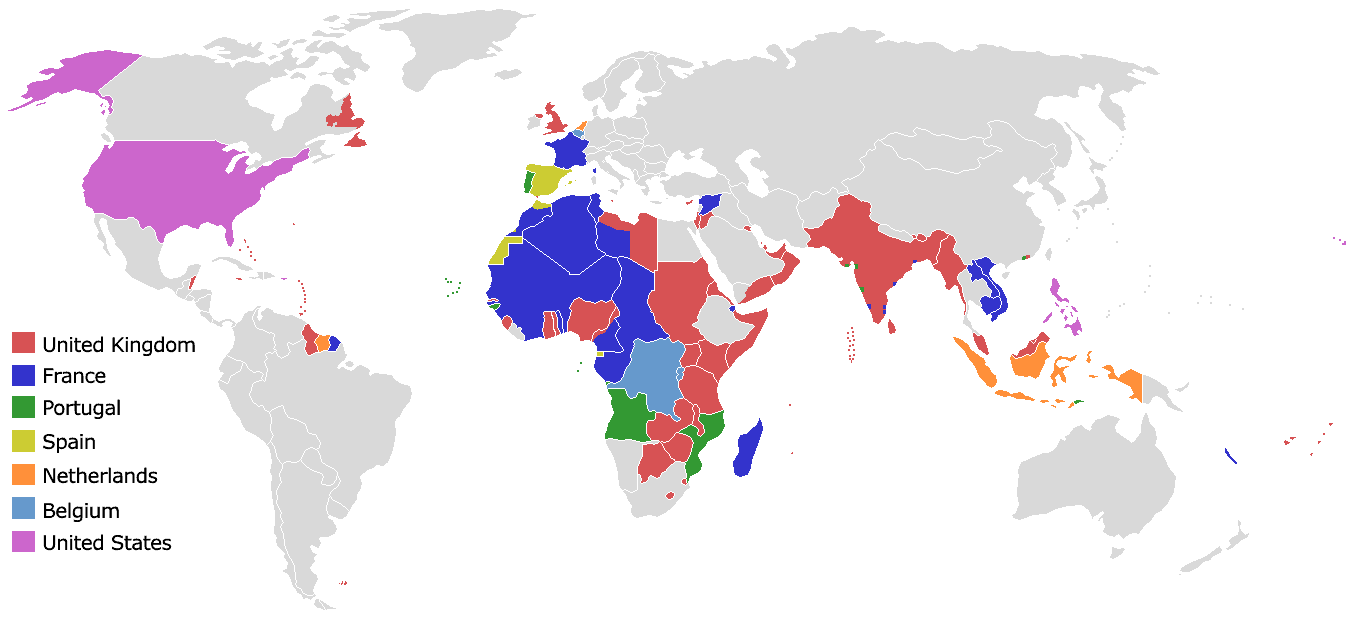 United Kingdom
France
Portugal
Spain
Netherlands
Belgium
United States